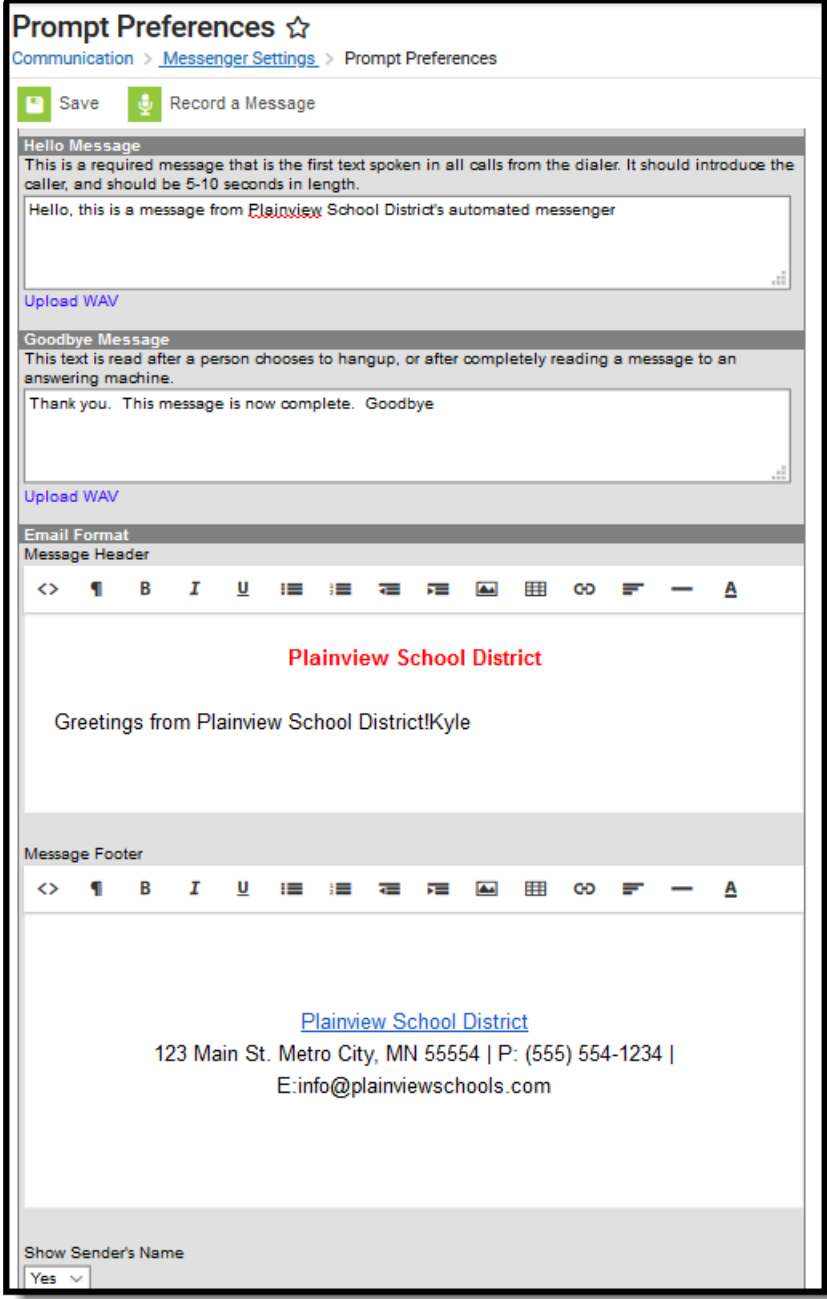 Prompt Preferences
Communication > Messenger Settings > Prompt Preferences
Save Record a Message
Hello Message
This is a required message that is the first text spoken in all calls from the dialer. It should introduce the
caller, and should be 5-10 seconds in length.
Hello, this is a message from Plainview School District's automated messenger
Upload WAV
Goodbye Message
This text is read after a person chooses to hangup, or after completely reading a message to an
answering machine.
Thank you.  This message is now complete.  Goodbye
Upload WAV
Email Format
Message Header
<> ¶ B I U A
Plainview School District
Greetings from Plainview School District!Kyle
Message Footer
<> ¶ B I U A
Plainview School District
123 Main St. Metro City, MN 55554 | P: (555) 554-1234 |
E:info@plainviewschools.com
Show Sender's Name
Yes